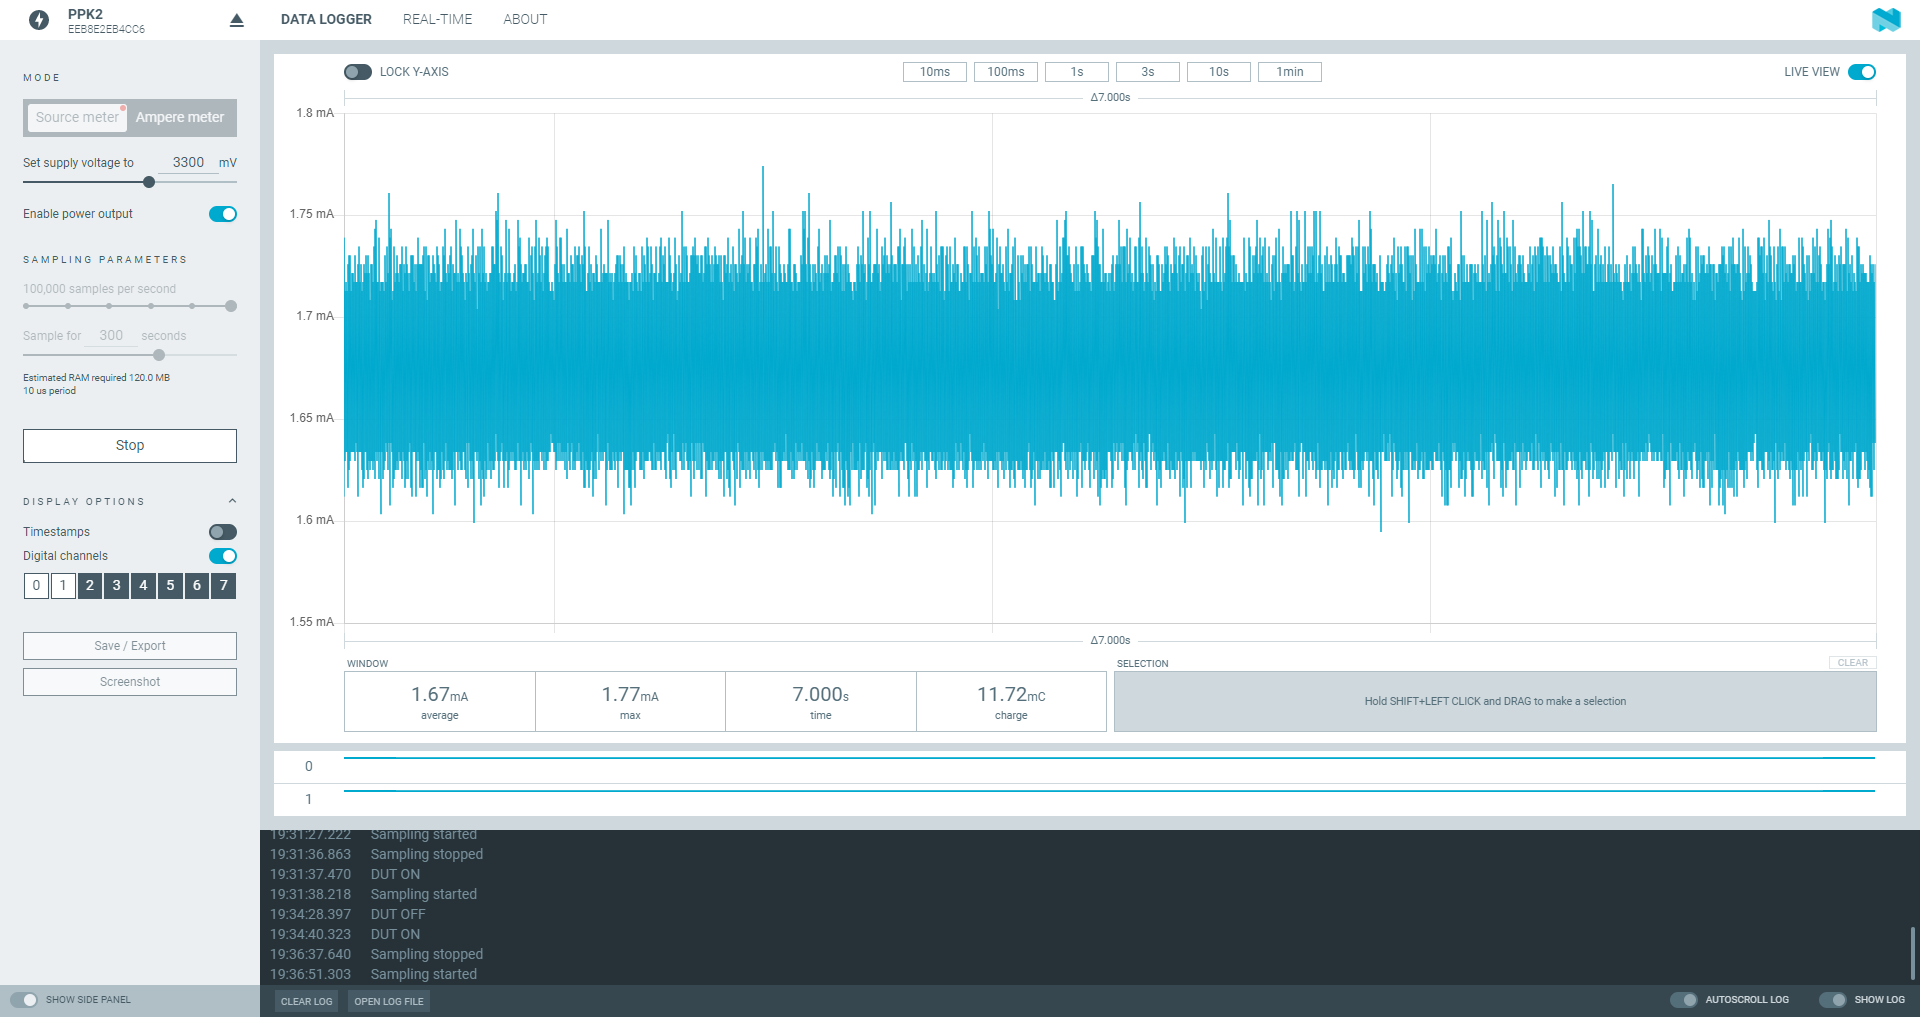 PPK2
EEB8E2EB4CC6
DATA LOGGER
REAL-TIME
ABOUT
MODE
Source meter
Ampere meter
Set supply voltage to 3300 mV
Enable power output
SAMPLING PARAMETERS
100,000 samples per second
Sample for 300 seconds
Estimated RAM required 120.0 MB
10 us period
Stop
DISPLAY OPTIONS
Timestamps
Digital channels
0 1 2 3 4 5 6 7
Save / Export
Screenshot
SHOW SIDE PANEL
LOCK Y-AXIS
10ms
100ms
1s
3s
10s
1min
LIVE VIEW
Δ7.000s
1.8 mA
1.75 mA
1.7 mA
1.65 mA
1.6 mA
1.55 mA
Δ7.000s
WINDOW
1.67mA
average
1.77mA
max
7.000s
time
11.72mC
charge
SELECTION
CLEAR
Hold SHIFT+LEFT CLICK and DRAG to make a selection
0
1
19:31:27.222 Sampling started
19:31:36.863 Sampling stopped
19:31:37.470 DUT ON
19:31:38.218 Sampling started
19:34:28.397 DUT OFF
19:34:40.323 DUT ON
19:36:37.640 Sampling stopped
19:36:51.303 Sampling started
CLEAR LOG
OPEN LOG FILE
AUTOSCROLL LOG
SHOW LOG